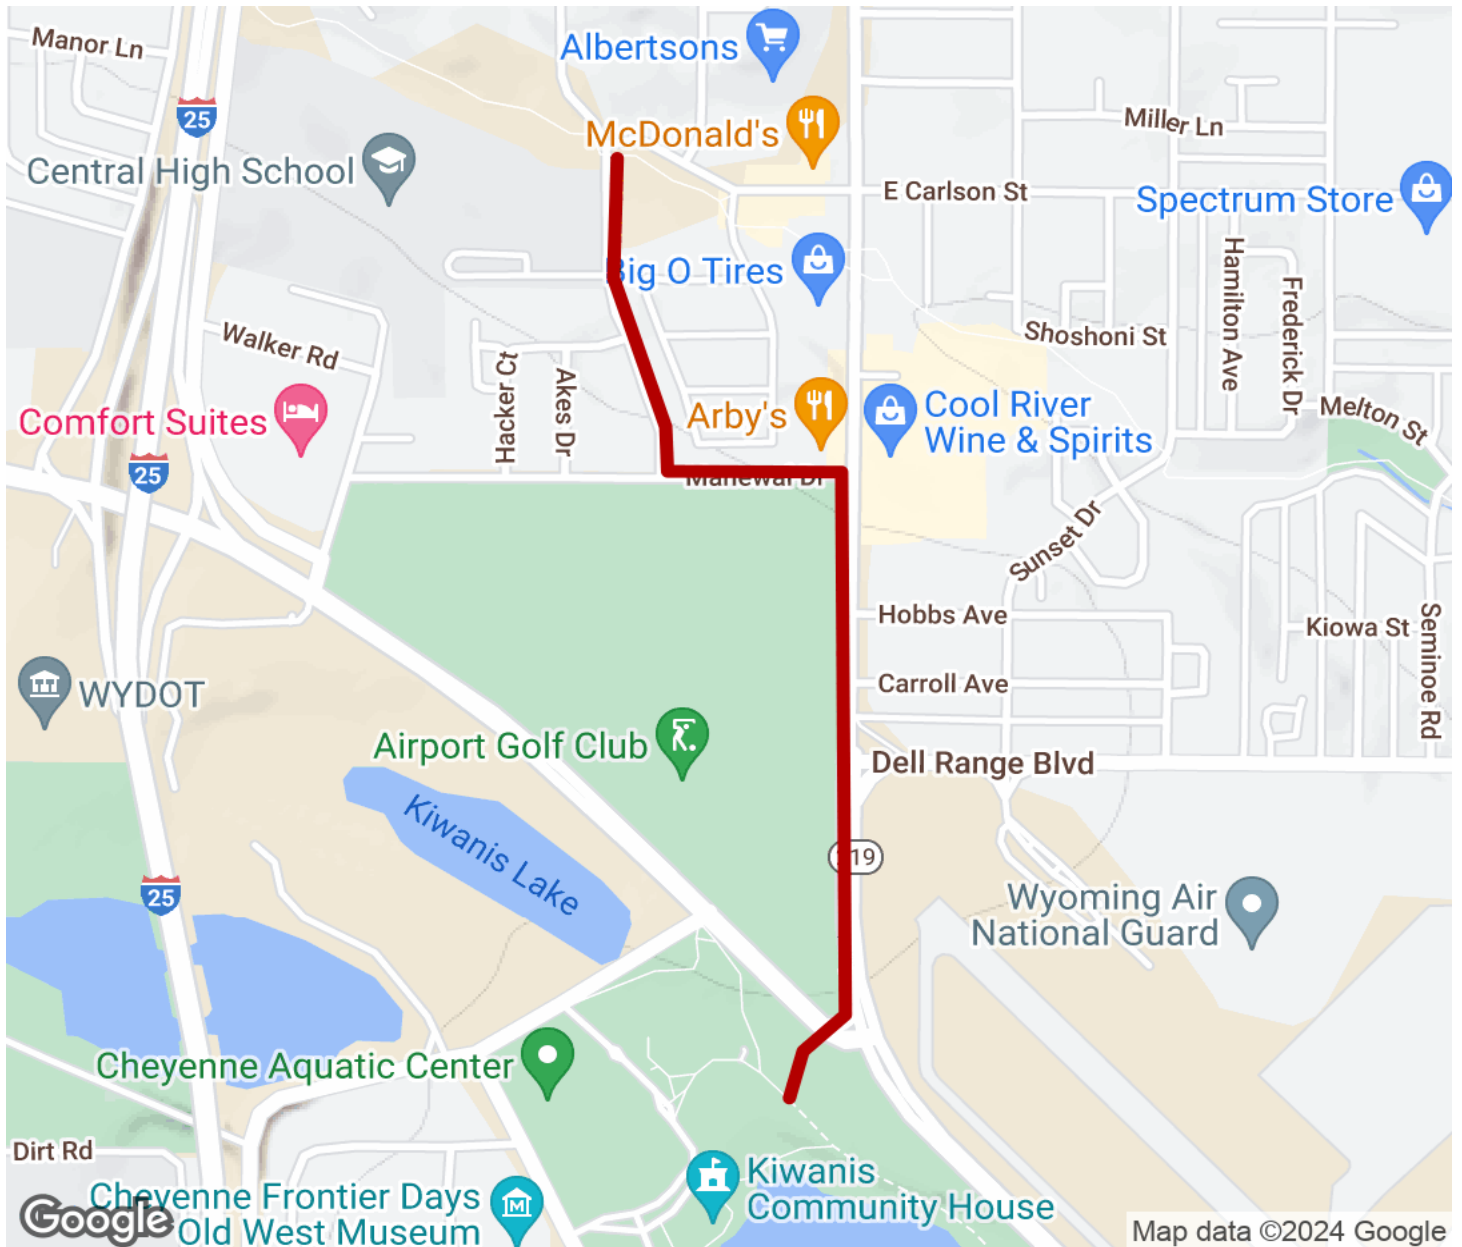 Manor Ln
25
Albertsons
McDonald's
Miller Ln
Central High School
E Carlson St
Spectrum Store
Big O Tires
Hamilton Ave
Frederick Dr
Walker Rd
Shoshoni St
Hacker Ct
Akes Dr
Comfort Suites
Arby's
Cool River
Wine & Spirits
Melton St
25
Manewal Dr
Sunset Dr
Hobbs Ave
Kiowa St
Seminoe Rd
WYDOT
Carroll Ave
Airport Golf Club
Dell Range Blvd
Kiwanis Lake
219
25
Wyoming Air
National Guard
Cheyenne Aquatic Center
Dirt Rd
Kiwanis
Community House
Cheyenne Frontier Days
Old West Museum
Google
Map data ©2024 Google